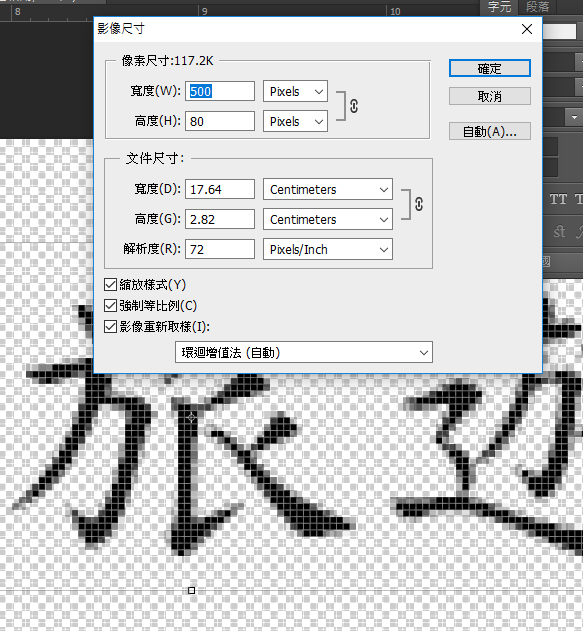 8 9 10 字元 段落
影像尺寸
像素尺寸:117.2K
寬度(W): 500 Pixels
高度(H): 80 Pixels
確定
取消
自動(A)...
文件尺寸:
寬度(D): 17.64 Centimeters
高度(G): 2.82 Centimeters
解析度(R): 72 Pixels/Inch
TT
st
國
縮放樣式(Y)
強制等比例(C)
影像重新取樣(I):
環迴增值法 (自動)
旅